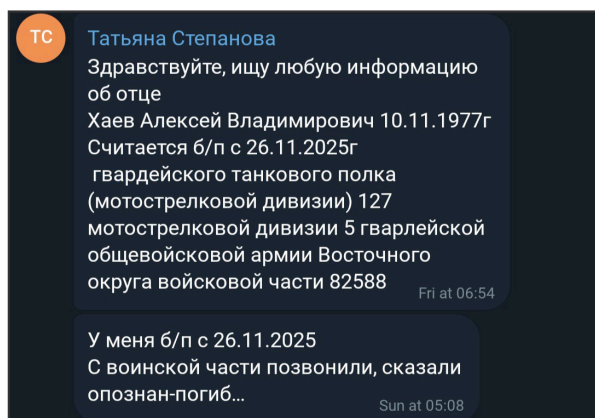 ТС
Татьяна Степанова
Здравствуйте, ищу любую информацию
об отце
Хаев Алексей Владимирович 10.11.1977г
Считается б/п с 26.11.2025г
гвардейского танкового полка
(мотострелковой дивизии) 127
мотострелковой дивизии 5 гварлейской
общевойсковой армии Восточного
округа войсковой части 82588
Fri at 06:54
У меня б/п с 26.11.2025
С воинской части позвонили, сказали
опознан-погиб...
Sun at 05:08